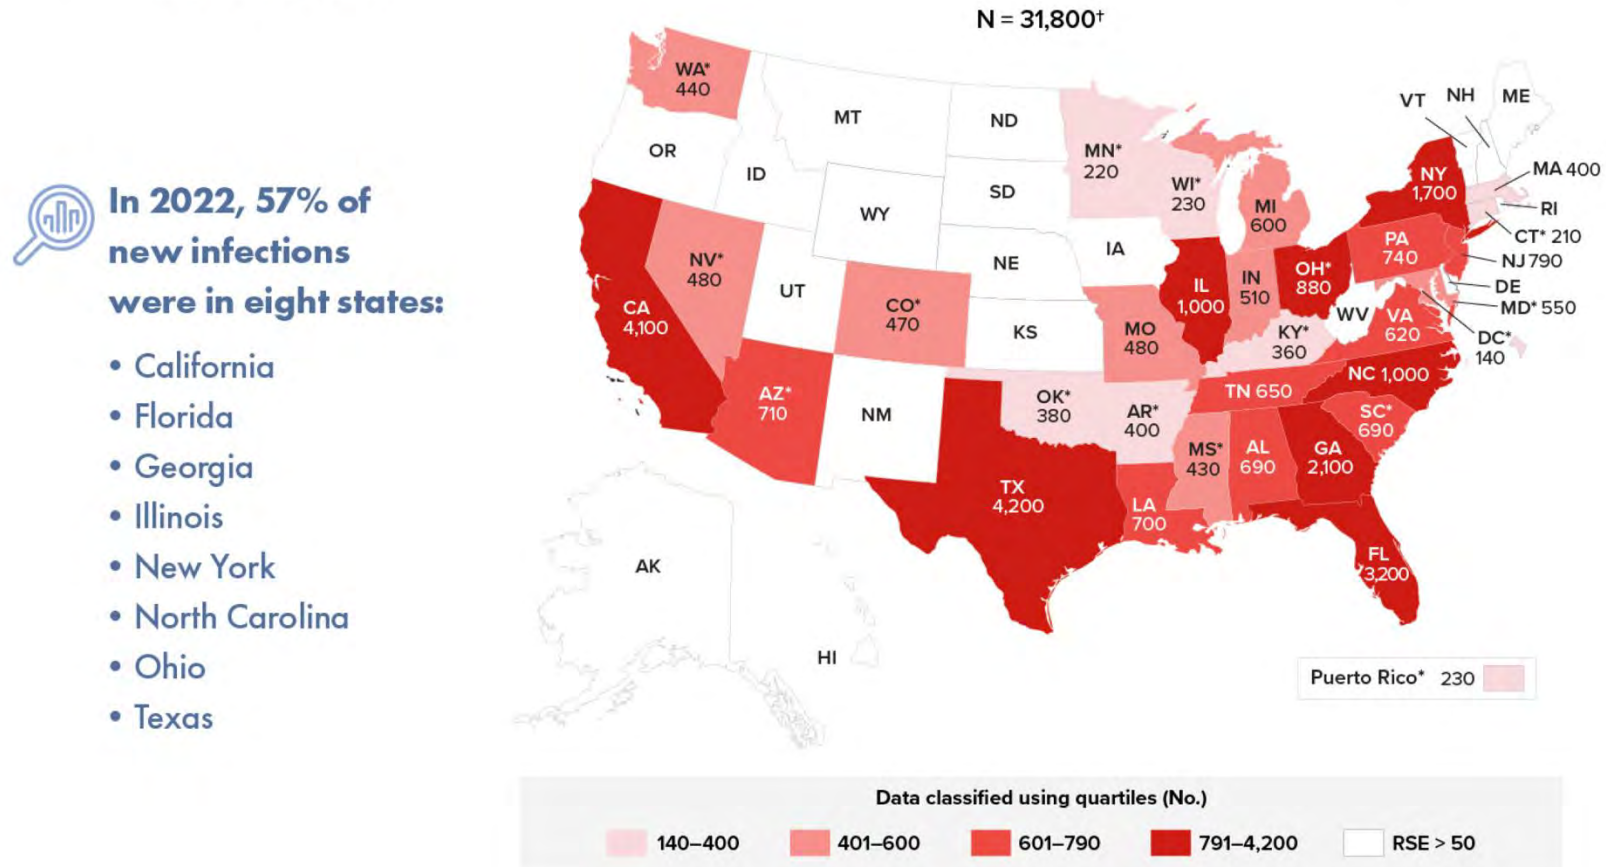 N = 31,800†
In 2022, 57% of
new infections
were in eight states:
• California
• Florida
• Georgia
• Illinois
• New York
• North Carolina
• Ohio
• Texas
WA*
440
OR
ID
MT
ND
SD
WY
NE
MN*
220
WI*
230
IA
MI
600
VT
NH
ME
NY
1,700
MA 400
RI
CT* 210
PA
740
NJ 790
DE
MD* 550
DC*
140
CA
4,100
NV*
480
UT
CO*
470
KS
MO
480
IL
1,000
IN
510
OH*
880
WV
VA
620
KY*
360
NC 1,000
TN 650
SC*
690
AZ*
710
NM
OK*
380
AR*
400
MS*
430
AL
690
GA
2,100
TX
4,200
LA
700
FL
3,200
AK
HI
Puerto Rico* 230
Data classified using quartiles (No.)
140–400
401–600
601–790
791–4,200
RSE > 50